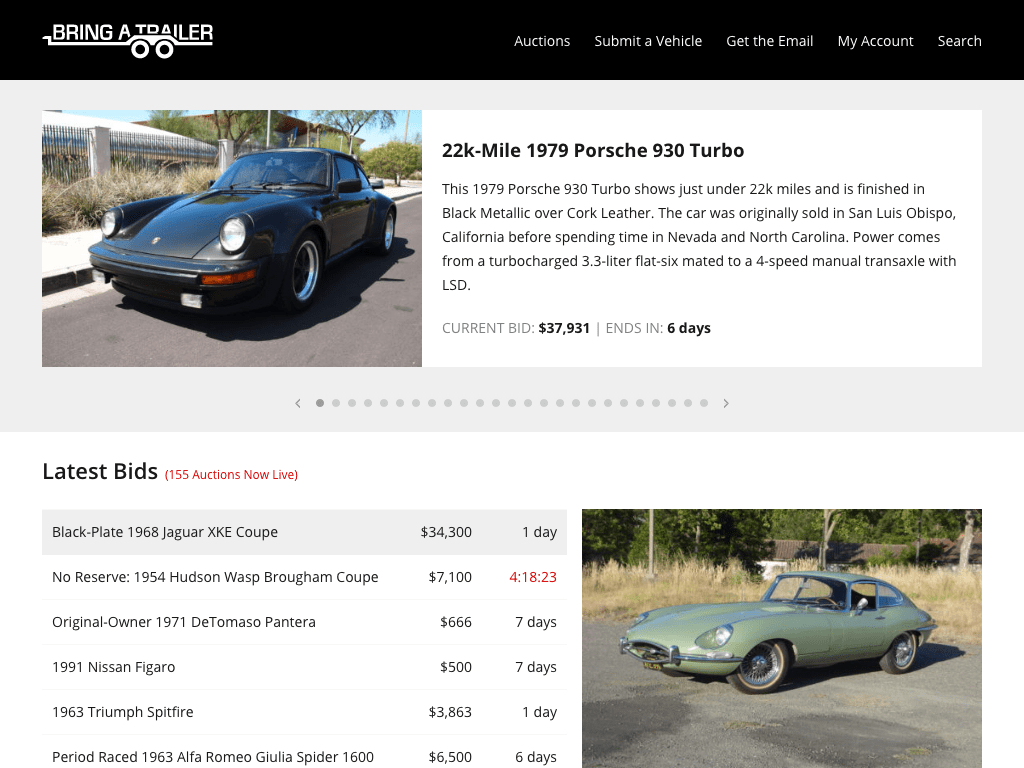 BRING A TRAILER
Auctions Submit a Vehicle Get the Email My Account Search
22k-Mile 1979 Porsche 930 Turbo
This 1979 Porsche 930 Turbo shows just under 22k miles and is finished in
Black Metallic over Cork Leather. The car was originally sold in San Luis Obispo,
California before spending time in Nevada and North Carolina. Power comes
from a turbocharged 3.3-liter flat-six mated to a 4-speed manual transaxle with
LSD.
CURRENT BID: $37,931 | ENDS IN: 6 days
Latest Bids (155 Auctions Now Live)
Black-Plate 1968 Jaguar XKE Coupe $34,300 1 day
No Reserve: 1954 Hudson Wasp Brougham Coupe $7,100 4:18:23
Original-Owner 1971 DeTomaso Pantera $666 7 days
1991 Nissan Figaro $500 7 days
1963 Triumph Spitfire $3,863 1 day
Period Raced 1963 Alfa Romeo Giulia Spider 1600 $6,500 6 days